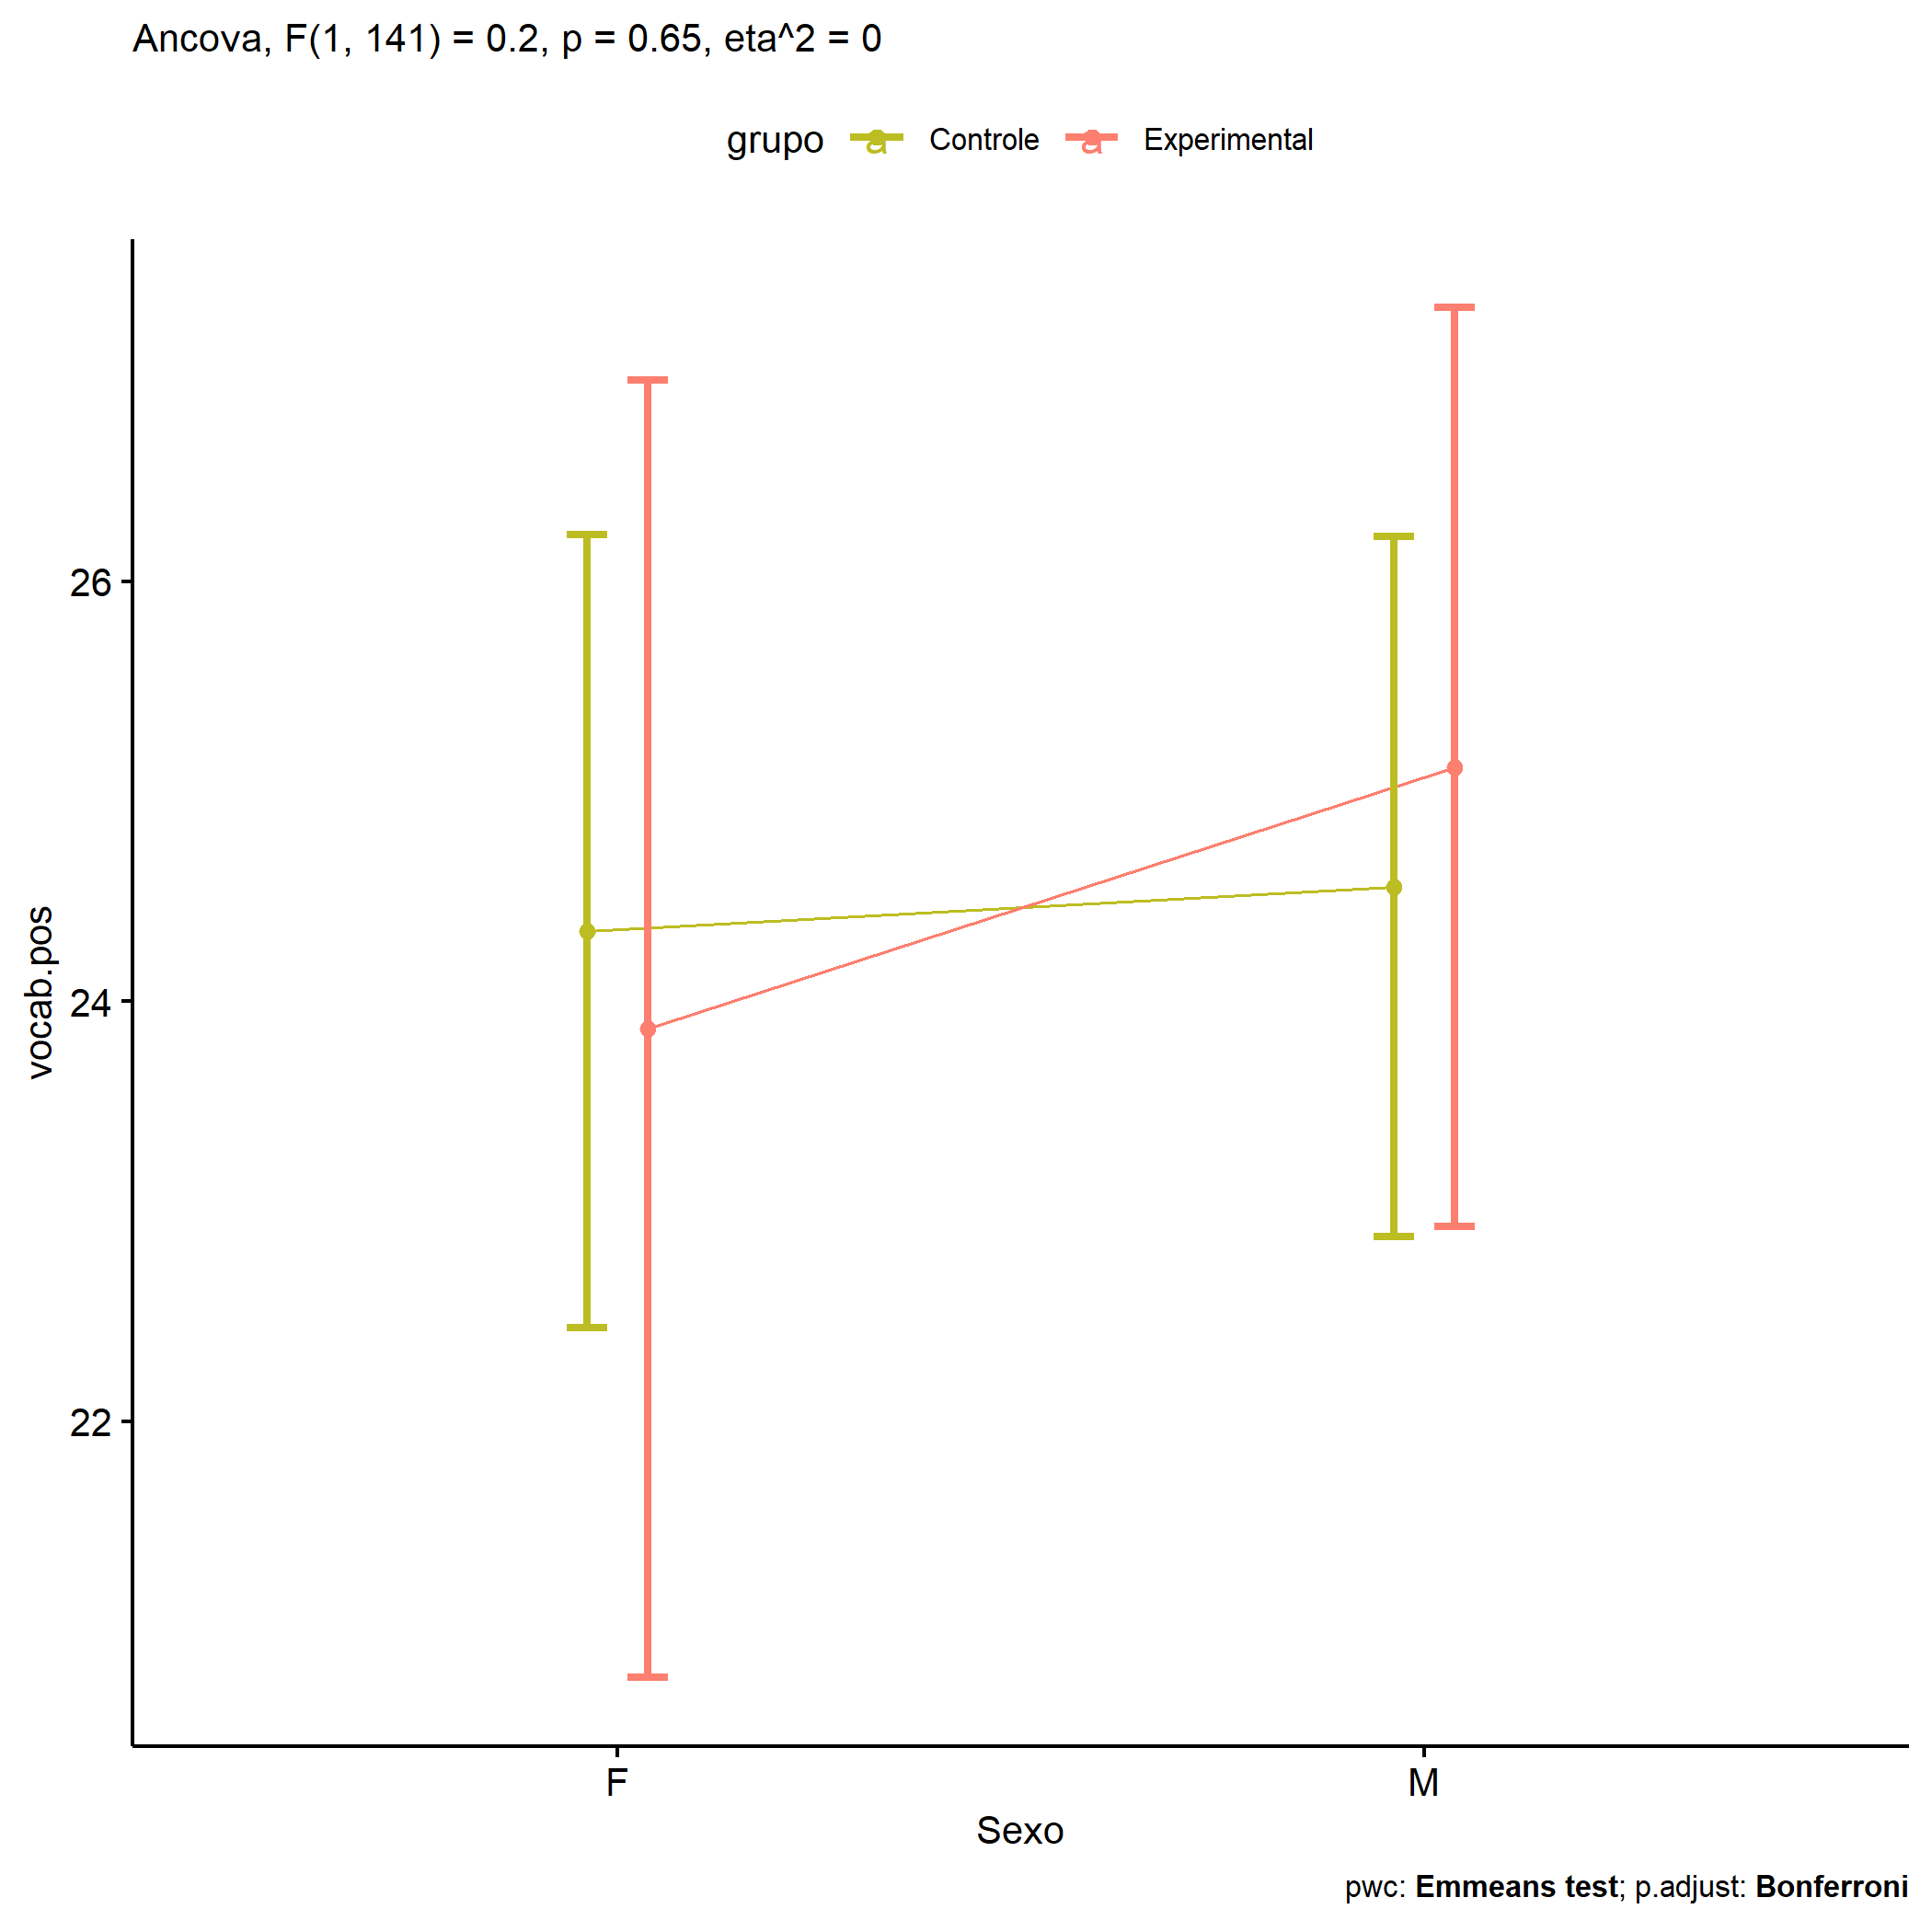 Ancova, F(1, 141) = 0.2, p = 0.65, eta^2 = 0
grupo a Controle a Experimental
26
24
22
vocab.pos
F M
Sexo
pwc: Emmeans test; p.adjust: Bonferroni